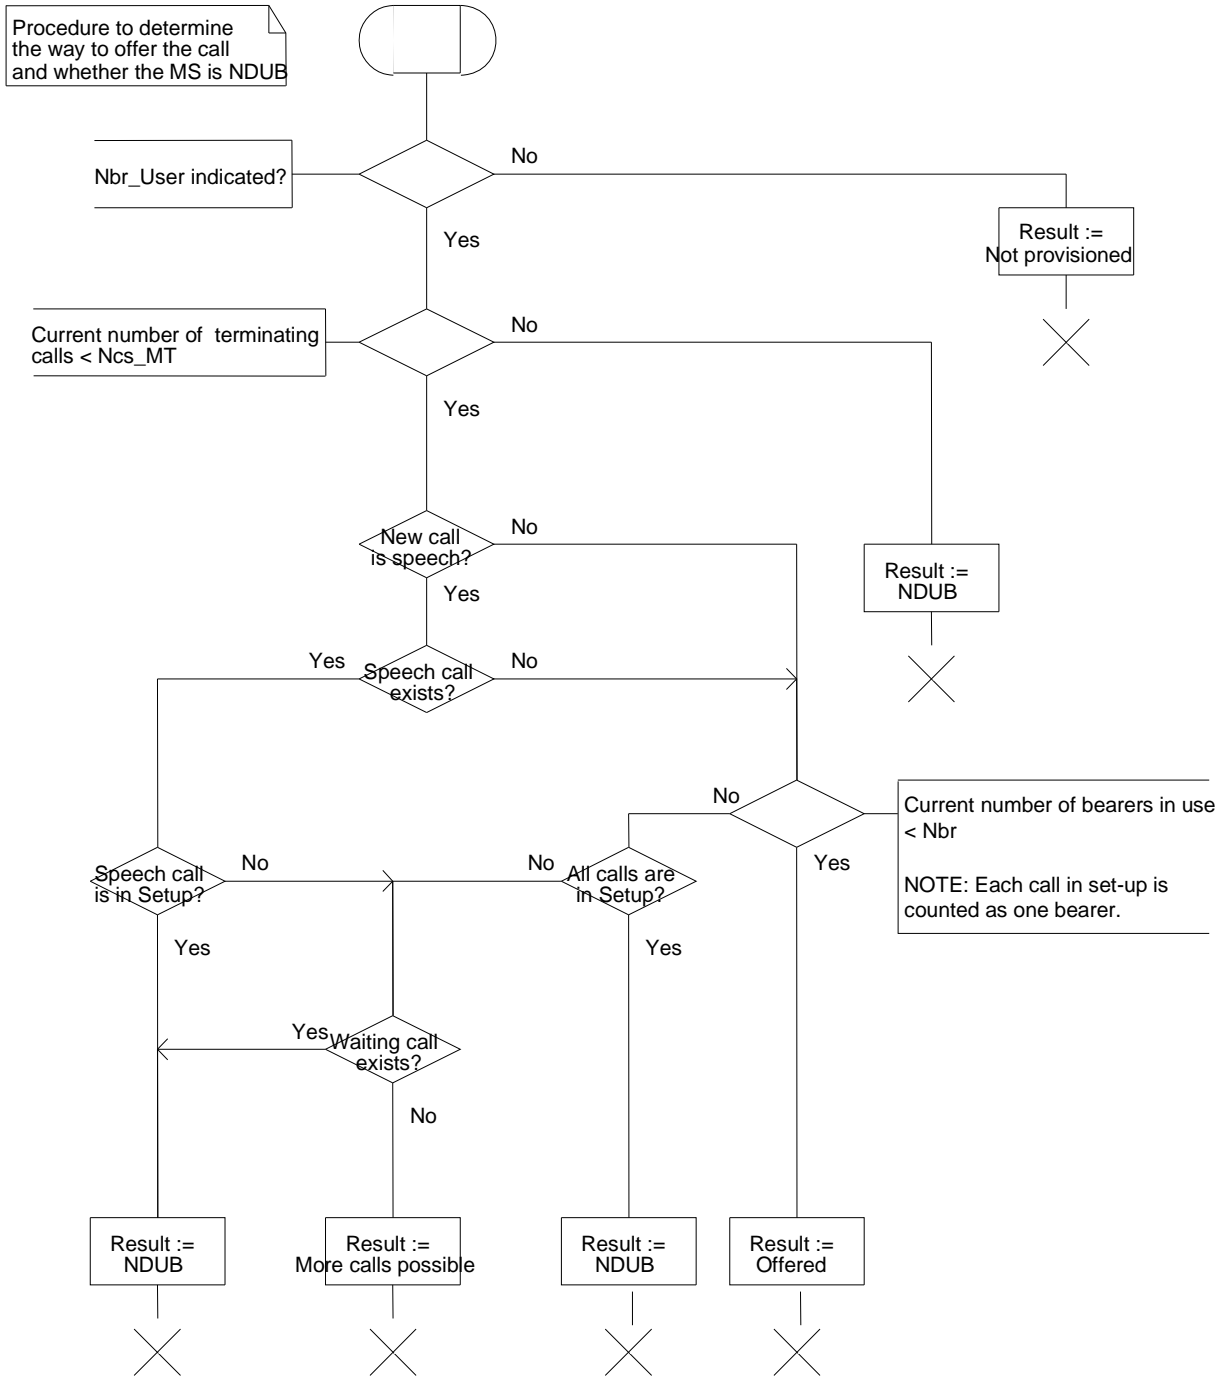 Procedure to determine
the way to offer the call
and whether the MS is NDUB
No
Nbr_User indicated?
Yes
Result :=
Not provisioned
No
Current number of  terminating
calls < Ncs_MT
Yes
No
New call
is speech?
Result :=
NDUB
Yes
Yes
No
Speech call
exists?
No
Current number of bearers in use
< Nbr
NOTE: Each call in set-up is
counted as one bearer.
Yes
Speech call
is in Setup?
No
No
All calls are
in Setup?
Yes
Yes
Yes
Waiting call
exists?
No
Result :=
NDUB
Result :=
More calls possible
Result :=
NDUB
Result :=
Offered